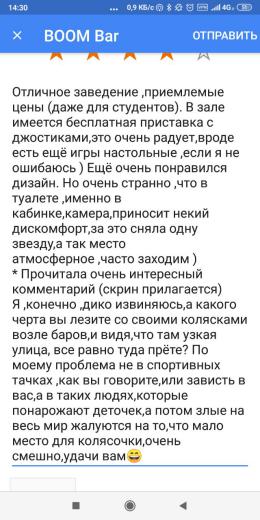 14:30
... 0,9 КБ/с 4G
BOOM Bar
ОТПРАВИТЬ
Отличное заведение ,приемлемые
цены (даже для студентов). В зале
имеется бесплатная приставка с
джостиками,это очень радует,вроде
есть ещё игры настольные ,если я не
ошибаюсь ) Ещё очень понравился
дизайн. Но очень странно ,что в
туалете ,именно в
кабинке,камера,приносит некий
дискомфорт,за это сняла одну
звезду,а так место
атмосферное ,часто заходим )
* Прочитала очень интересный
комментарий (скрин прилагается)
Я ,конечно ,дико извиняюсь,а какого
черта вы лезите со своими колясками
возле баров,и видя,что там узкая
улица, все равно туда прёте? По
моему проблема не в спортивных
тачках ,как вы говорите,или зависть в
вас,а в таких людях,которые
понарожают деточек,а потом злые на
весь мир жалуются на то,что мало
место для колясочки,очень
смешно,удачи вам😄